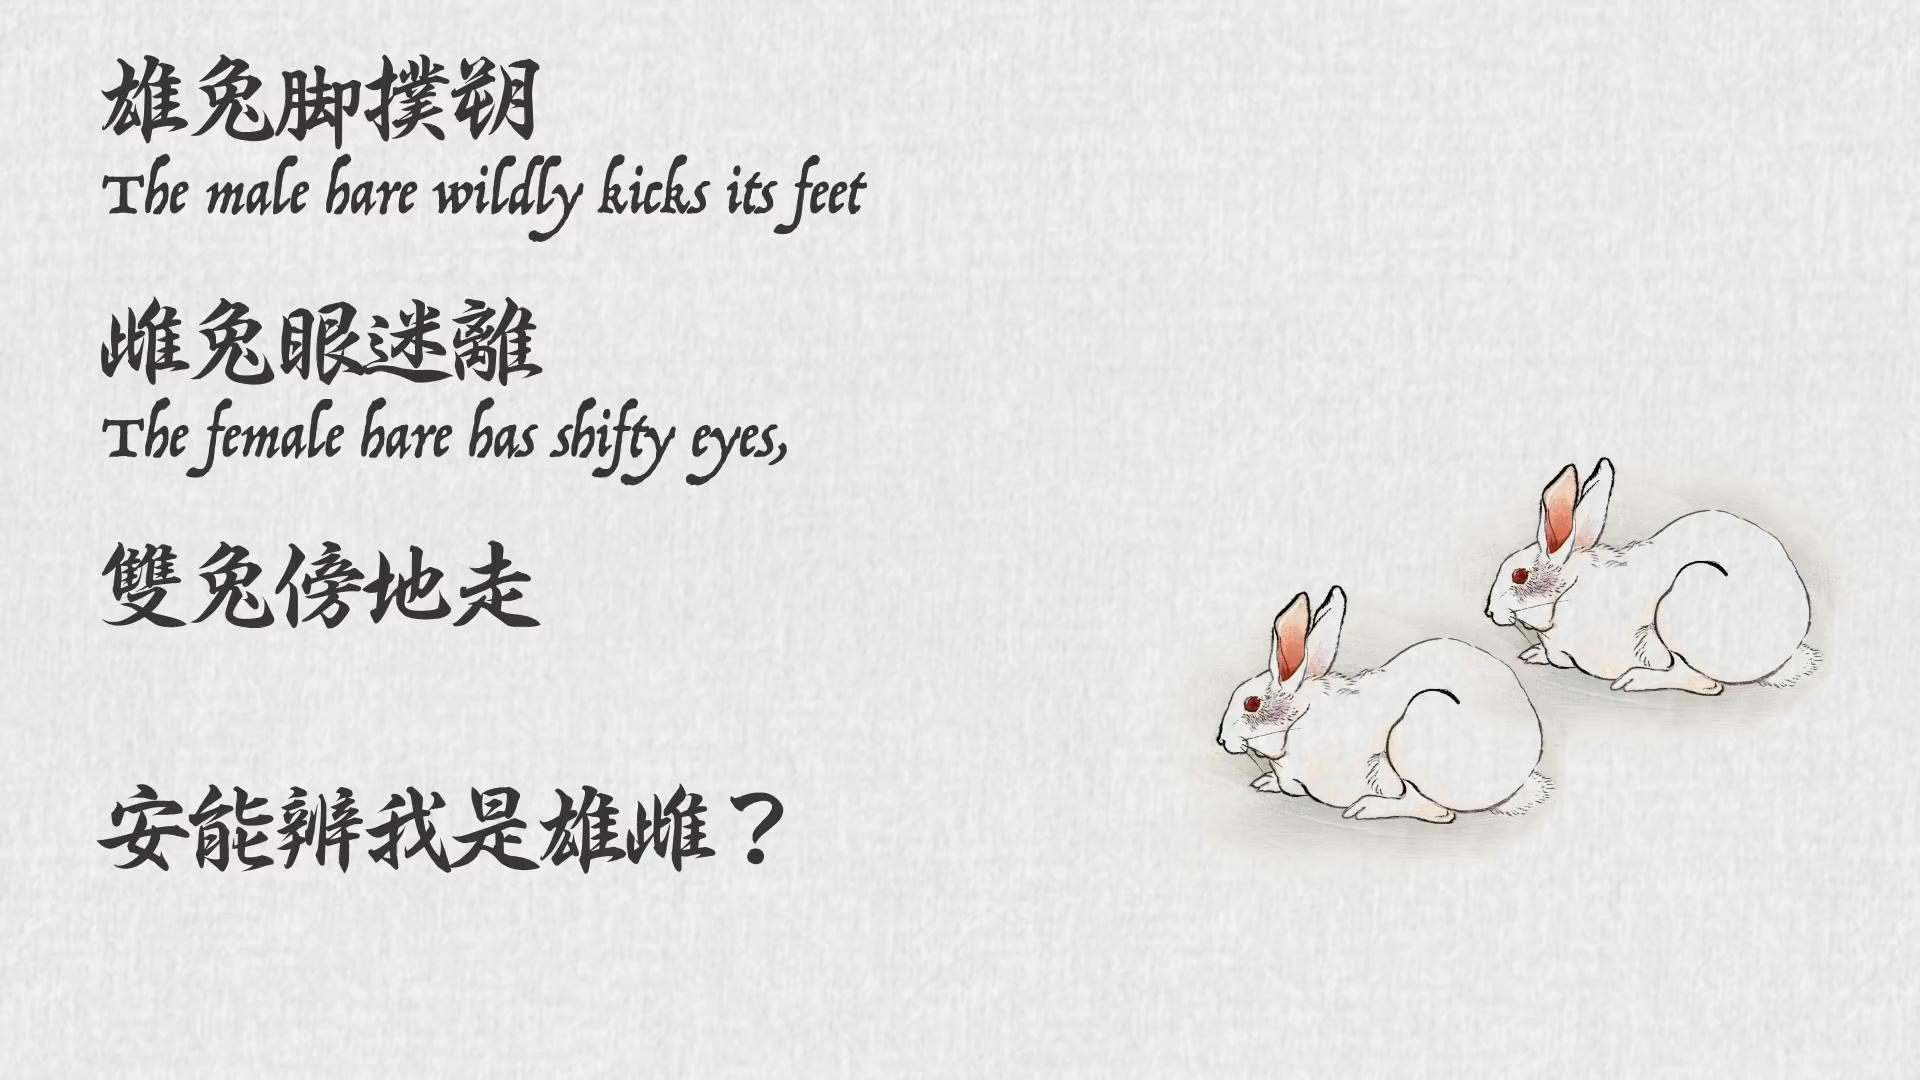 雄兔脚撲朔
The male hare wildly kicks its feet
雌兔眼迷離
The female hare has shifty eyes,
雙兔傍地走
安能辨我是雄雌？